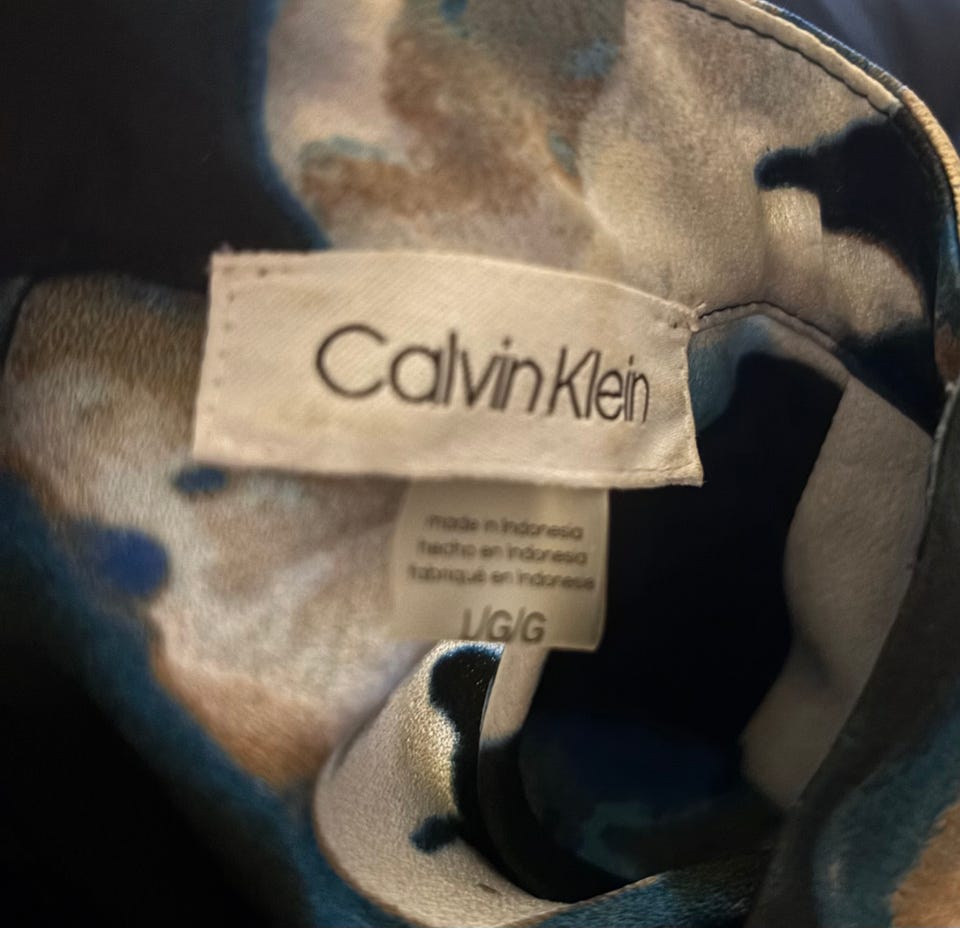 Calvin Klein
made in Indonesia
hecho en Indonesia
fabriqué en Indonesie
L/G/G